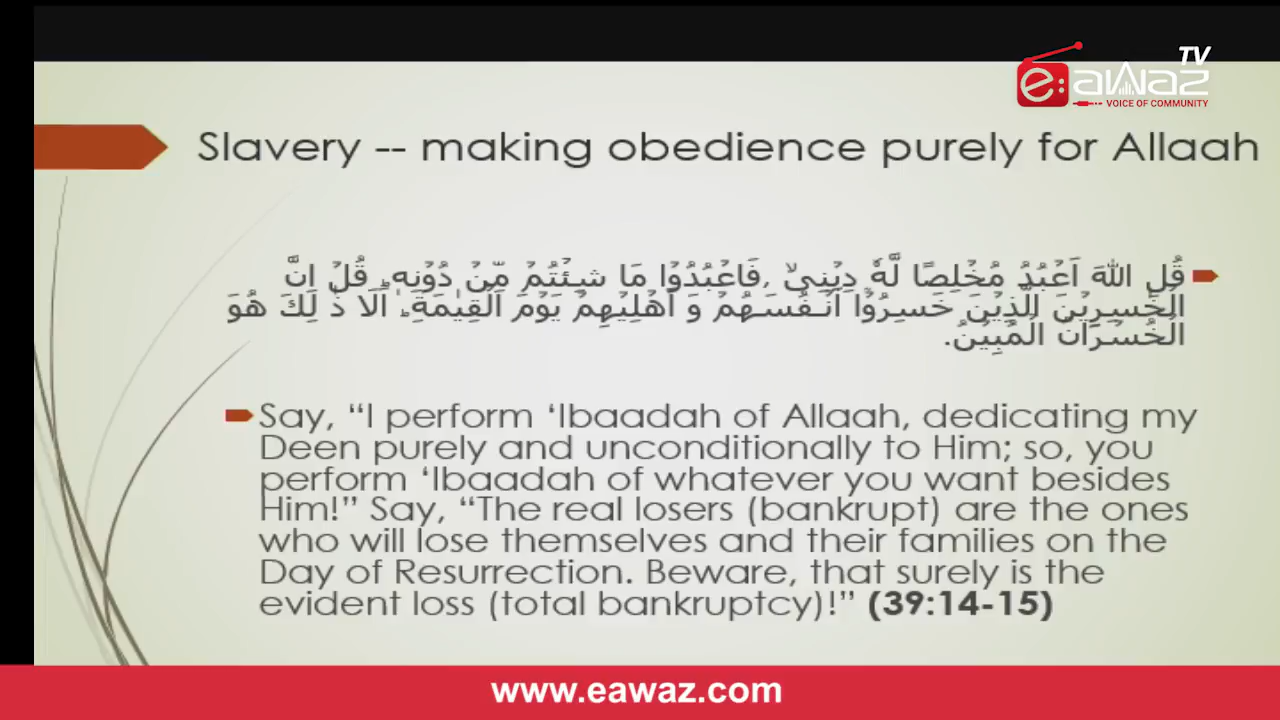 e:awaz TV
VOICE OF COMMUNITY
Slavery -- making obedience purely for Allaah
قُلِ اللّٰهَ اَعۡبُدُ مُخۡلِصًا لَّهٗ دِيۡنِىۙ‏ ,فَاعۡبُدُوۡا مَا شِئۡتُمۡ مِّنۡ دُوۡنِهٖ‌ ؕ قُلۡ اِنَّ
الۡخٰسِرِيۡنَ الَّذِيۡنَ خَسِرُوۡۤا اَنۡـفُسَهُمۡ وَ اَهۡلِيۡهِمۡ يَوۡمَ الۡقِيٰمَةِ‌ ؕ اَلَا ذٰ لِكَ هُوَ
الۡخُسۡرَانُ الۡمُبِيۡنُ.
Say, “I perform ‘Ibaadah of Allaah, dedicating my
Deen purely and unconditionally to Him; so, you
perform ‘Ibaadah of whatever you want besides
Him!” Say, “The real losers (bankrupt) are the ones
who will lose themselves and their families on the
Day of Resurrection. Beware, that surely is the
evident loss (total bankruptcy)!” (39:14-15)
www.eawaz.com